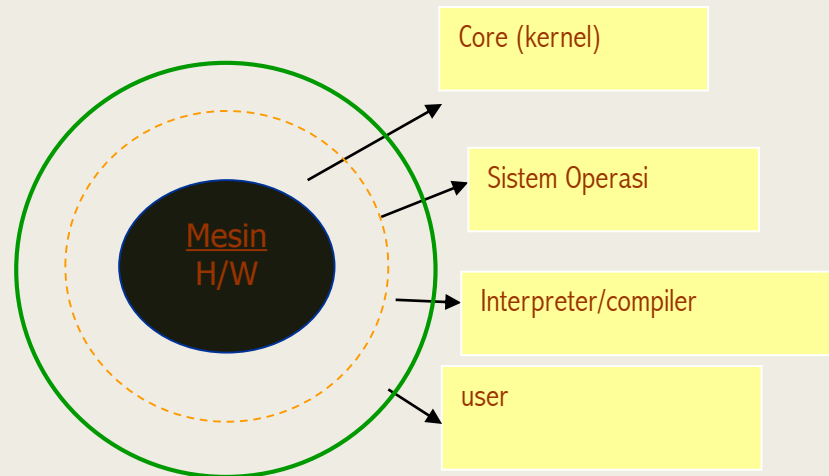 Core (kernel)
Sistem Operasi
Mesin
H/W
Interpreter/compiler
user